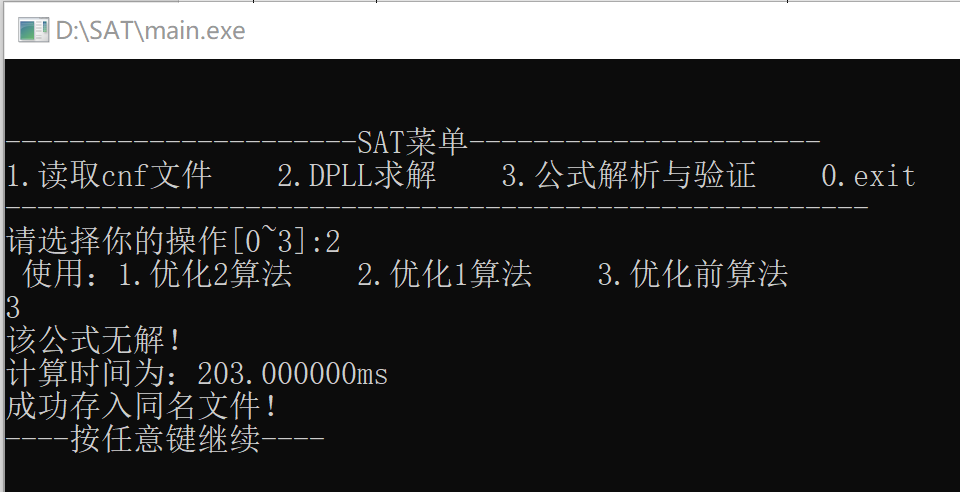 D:\SAT\main.exe
----------------------SAT菜单----------------------
1.读取cnf文件    2.DPLL求解    3.公式解析与验证    0.exit
------------------------------------------------------
请选择你的操作[0~3]:2
 使用：1.优化2算法    2.优化1算法    3.优化前算法
3
该公式无解！
计算时间为：203.000000ms
成功存入同名文件！
----按任意键继续----